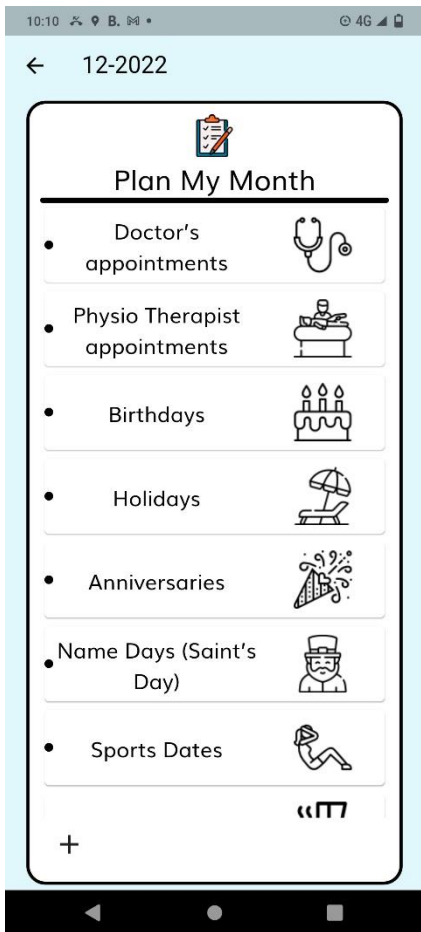 10:10 B. 4G
12-2022
Plan My Month
Doctor's
appointments
Physio Therapist
appointments
Birthdays
Holidays
Anniversaries
Name Days (Saint's
Day)
Sports Dates
+